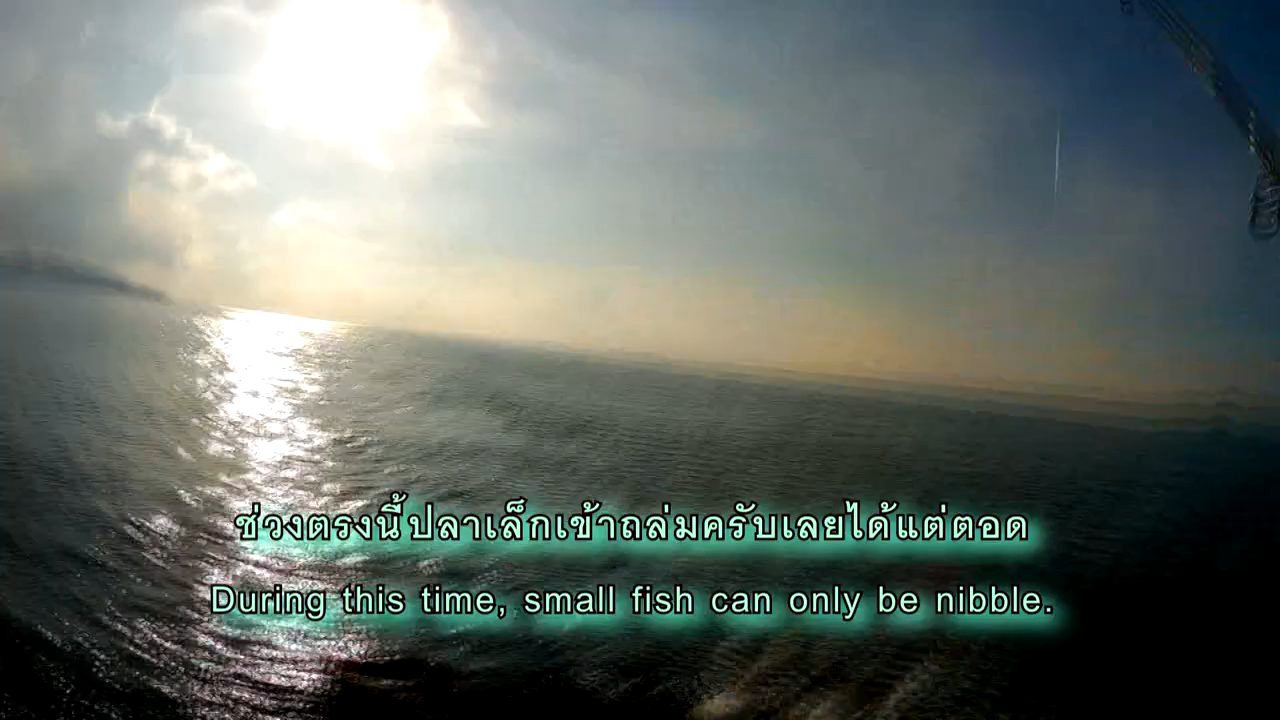 ช่วงตรงนี้ปลาเล็กเข้าถล่มครับเลยได้แต่ตอด
During this time, small fish can only be nibble.